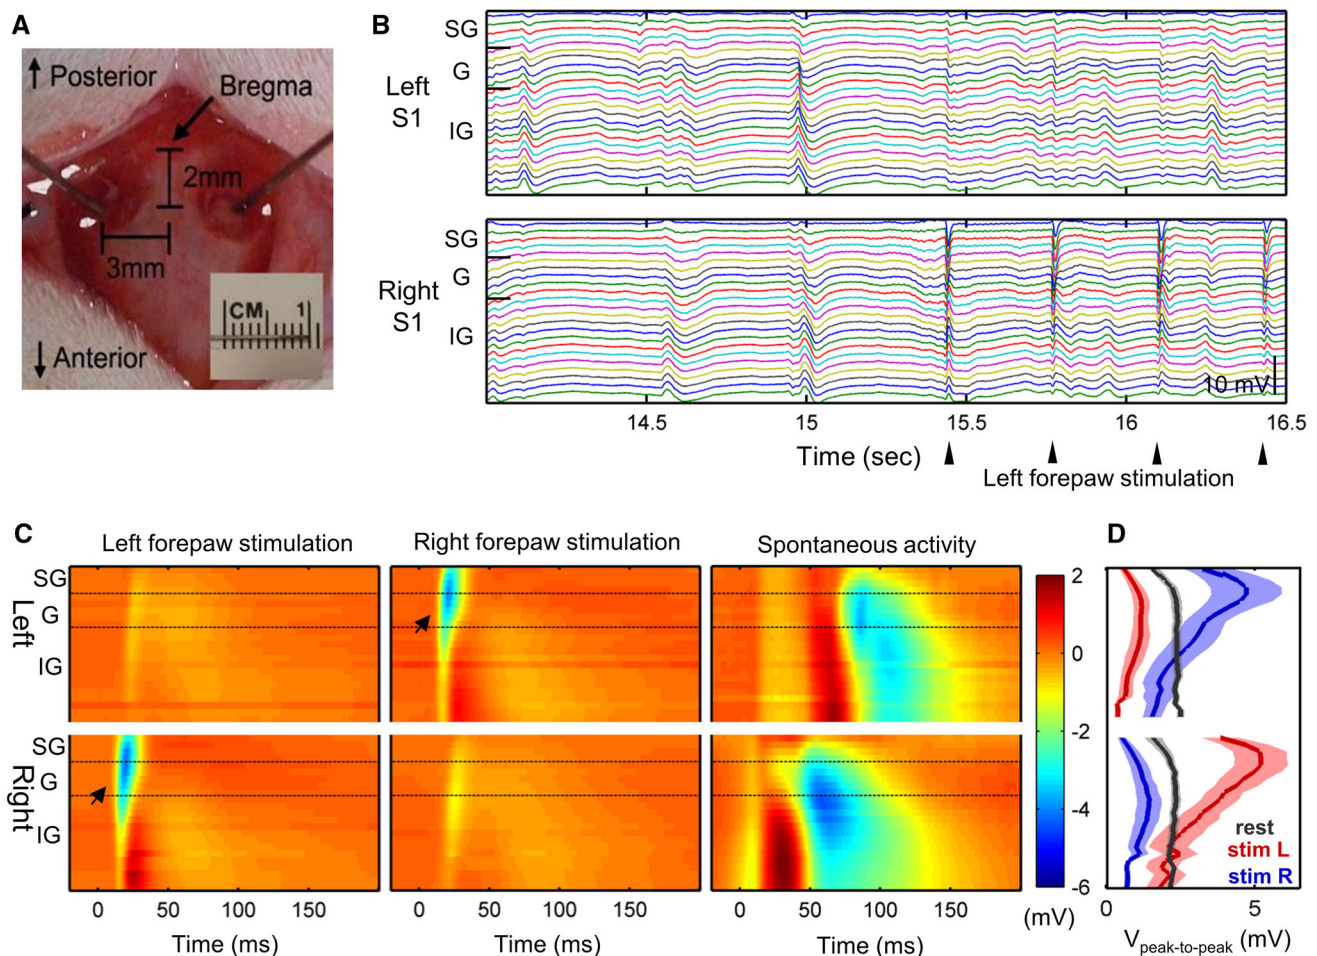 A
Posterior
Bregma
2mm
3mm
CM 1
Anterior
B
SG
G
Left
S1
IG
SG
G
Right
S1
IG
10 mV
14.5 15 15.5 16 16.5
Time (sec)
Left forepaw stimulation
C
Left forepaw stimulation Right forepaw stimulation Spontaneous activity
Left
SG
G
IG
Right
SG
G
IG
0 50 100 150 0 50 100 150 0 50 100 150
Time (ms) Time (ms) Time (ms)
2
0
-2
-4
-6
(mV)
D
rest
stim L
stim R
0 5
Vpeak-to-peak (mV)